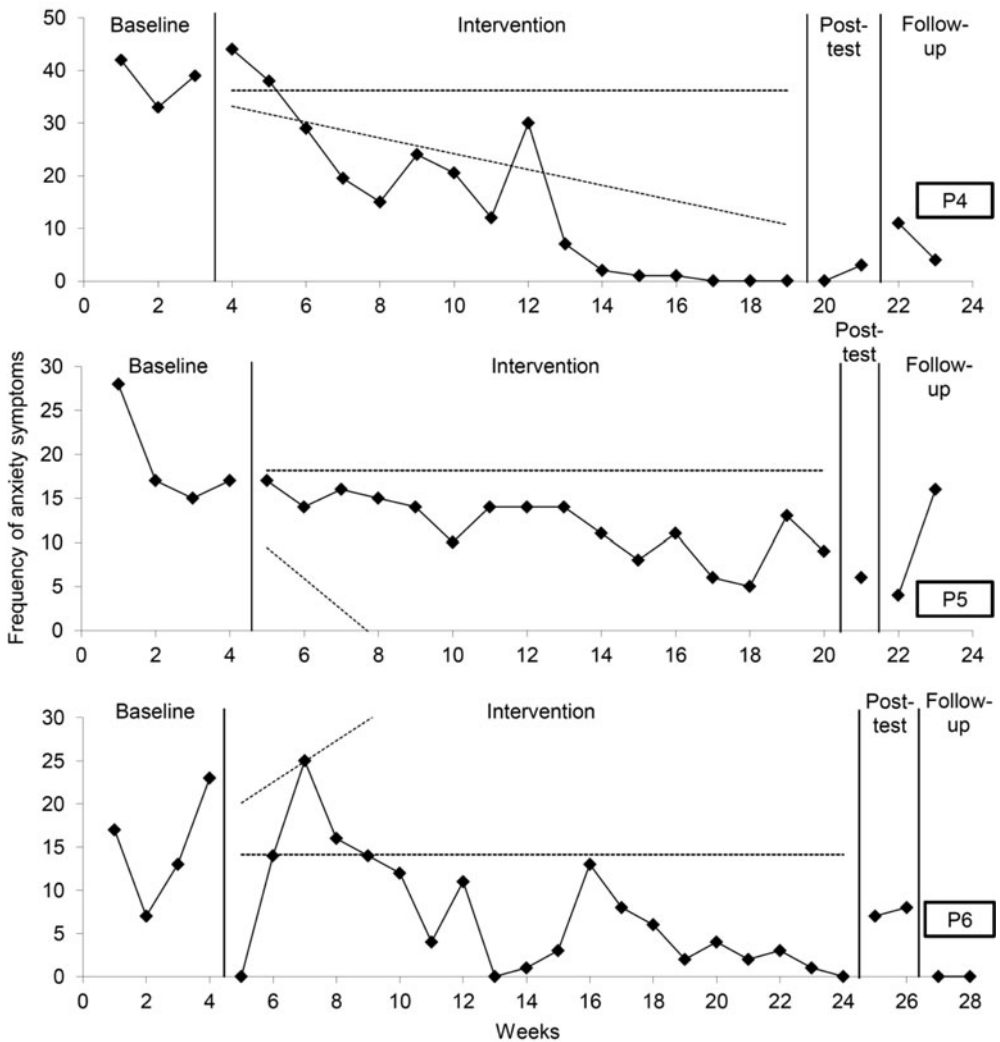 50
40
30
20
10
0
Baseline
Intervention
Post-
test
Follow-
up
P4
0 2 4 6 8 10 12 14 16 18 20 22 24
Frequency of anxiety symptoms
30
25
20
15
10
5
0
Baseline
Intervention
Post-
test
Follow-
up
P5
0 2 4 6 8 10 12 14 16 18 20 22 24
30
25
20
15
10
5
0
Baseline
Intervention
Post-
test
Follow-
up
P6
0 2 4 6 8 10 12 14 16 18 20 22 24 26 28
Weeks